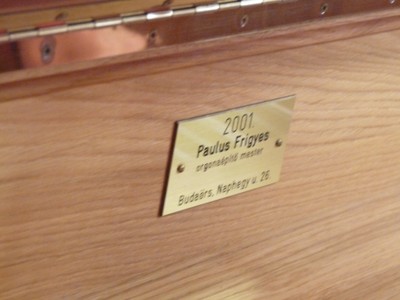 2001.
Paulus Frigyes
orgonaépítő mester
Budaörs, Naphegy u. 26.